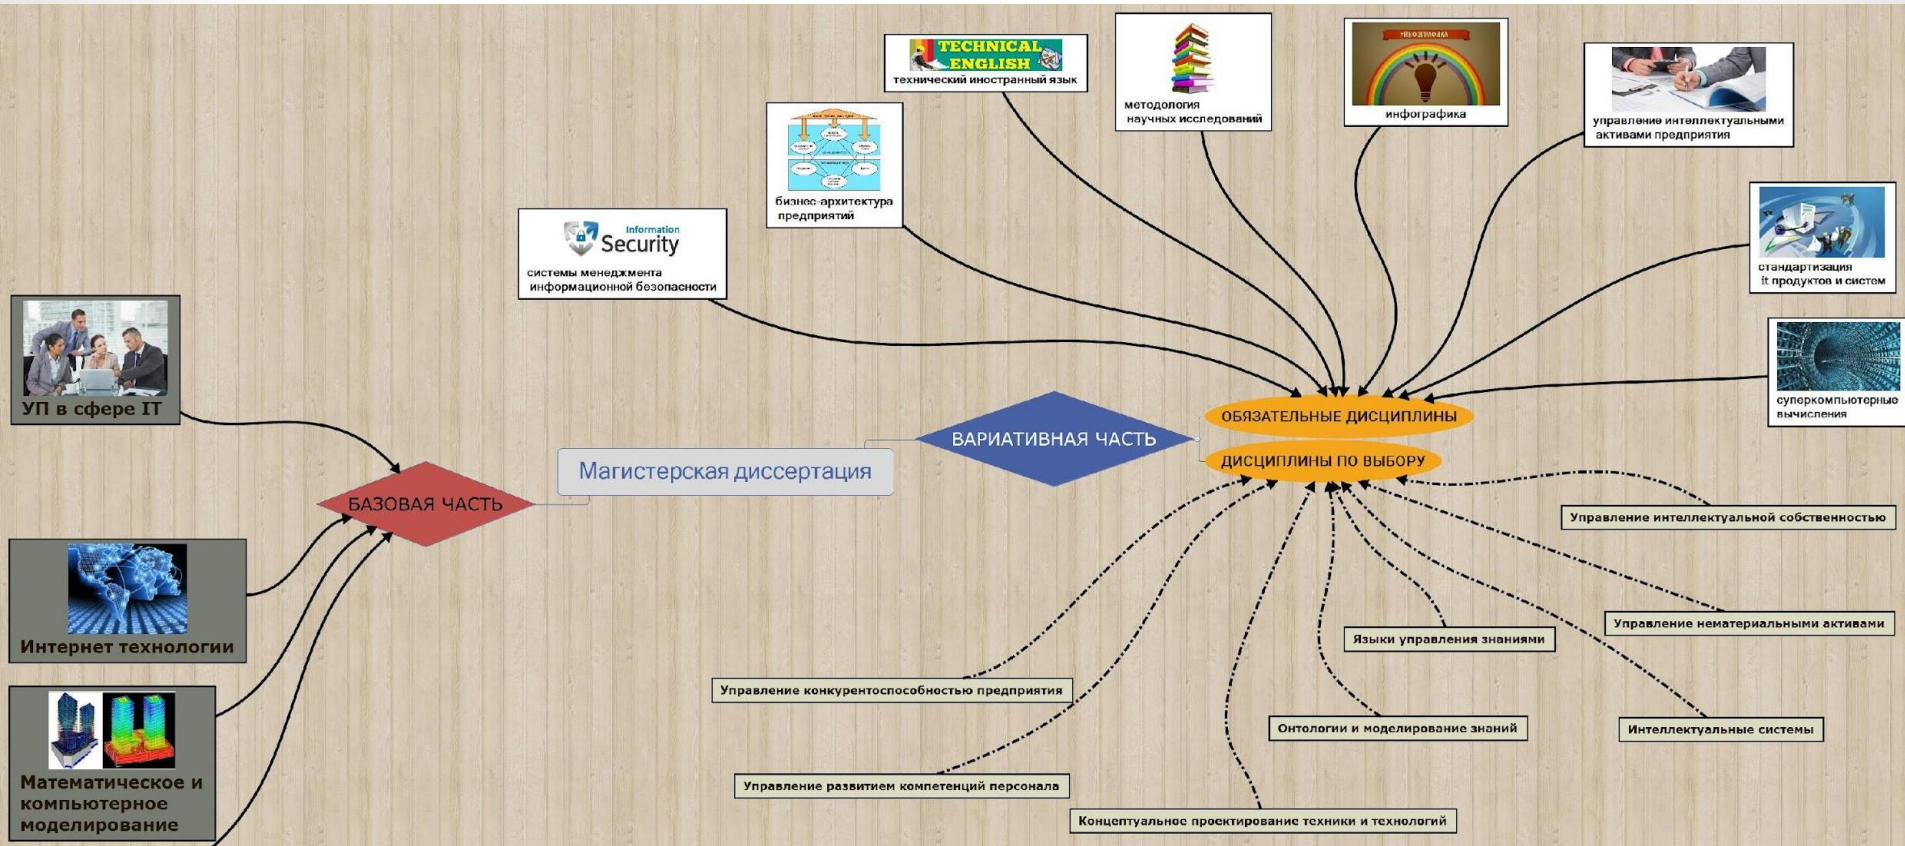 TECHNICAL
ENGLISH
технический иностранный язык
методология
научных исследований
инфографика
управление интеллектуальными
активами предприятия
бизнес-архитектура
предприятий
стандартизация
it продуктов и систем
Information
Security
системы менеджмента
информационной безопасности
суперкомпьютерные
вычисления
УП в сфере IT
ОБЯЗАТЕЛЬНЫЕ ДИСЦИПЛИНЫ
ВАРИАТИВНАЯ ЧАСТЬ
ДИСЦИПЛИНЫ ПО ВЫБОРУ
Магистерская диссертация
БАЗОВАЯ ЧАСТЬ
Управление интеллектуальной собственностью
Интернет технологии
Управление нематериальными активами
Языки управления знаниями
Управление конкурентоспособностью предприятия
Онтологии и моделирование знаний
Интеллектуальные системы
Математическое и
компьютерное
моделирование
Управление развитием компетенций персонала
Концептуальное проектирование техники и технологий